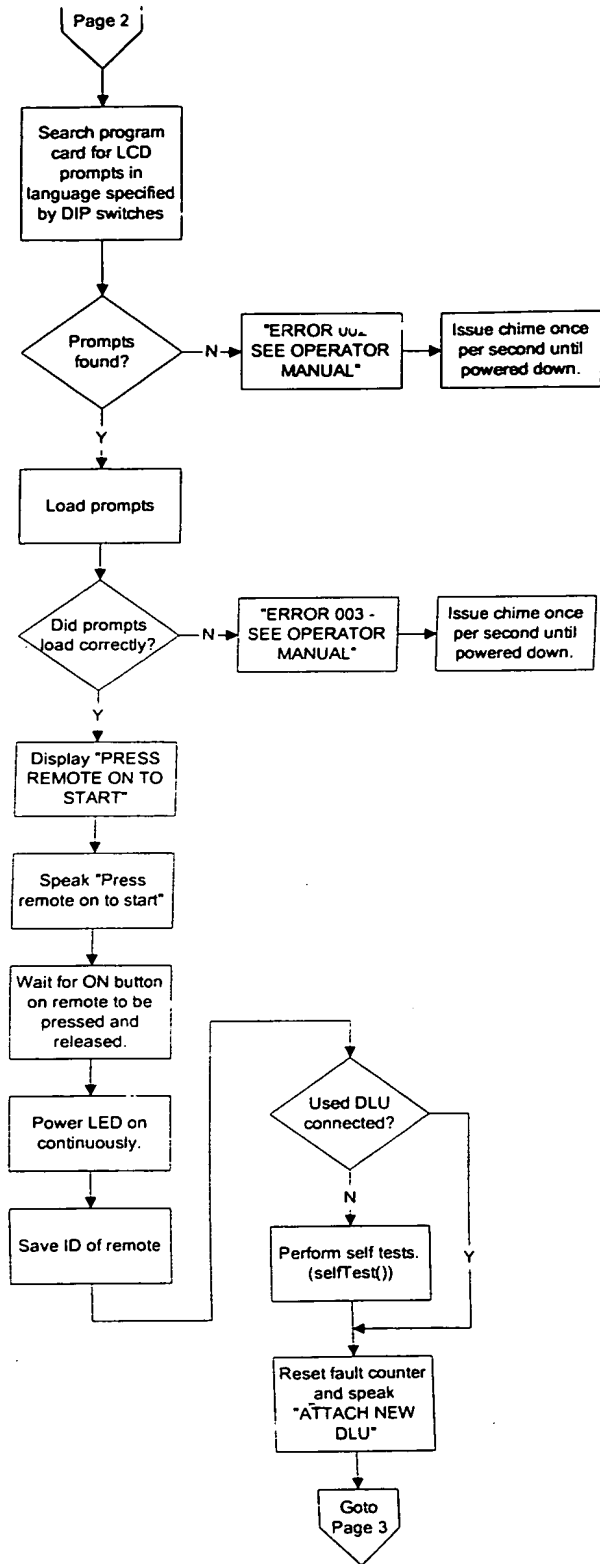 Page 2
Search program
card for LCD
prompts in
language specified
by DIP switches
Prompts
found?
N
"ERROR
SEE OPERATOR
MANUAL"
Issue chime once
per second until
powered down.
Y
Load prompts
Did prompts
load correctly?
N
"ERROR 003 -
SEE OPERATOR
MANUAL"
Issue chime once
per second until
powered down.
Y
Display "PRESS
REMOTE ON TO
START"
Speak "Press
remote on to start"
Wait for ON button
on remote to be
pressed and
released.
Power LED on
continuously.
Save ID of remote
Used DLU
connected?
N
Y
Perform self tests.
(selfTest())
Reset fault counter
and speak
"ATTACH NEW
DLU"
Goto
Page 3